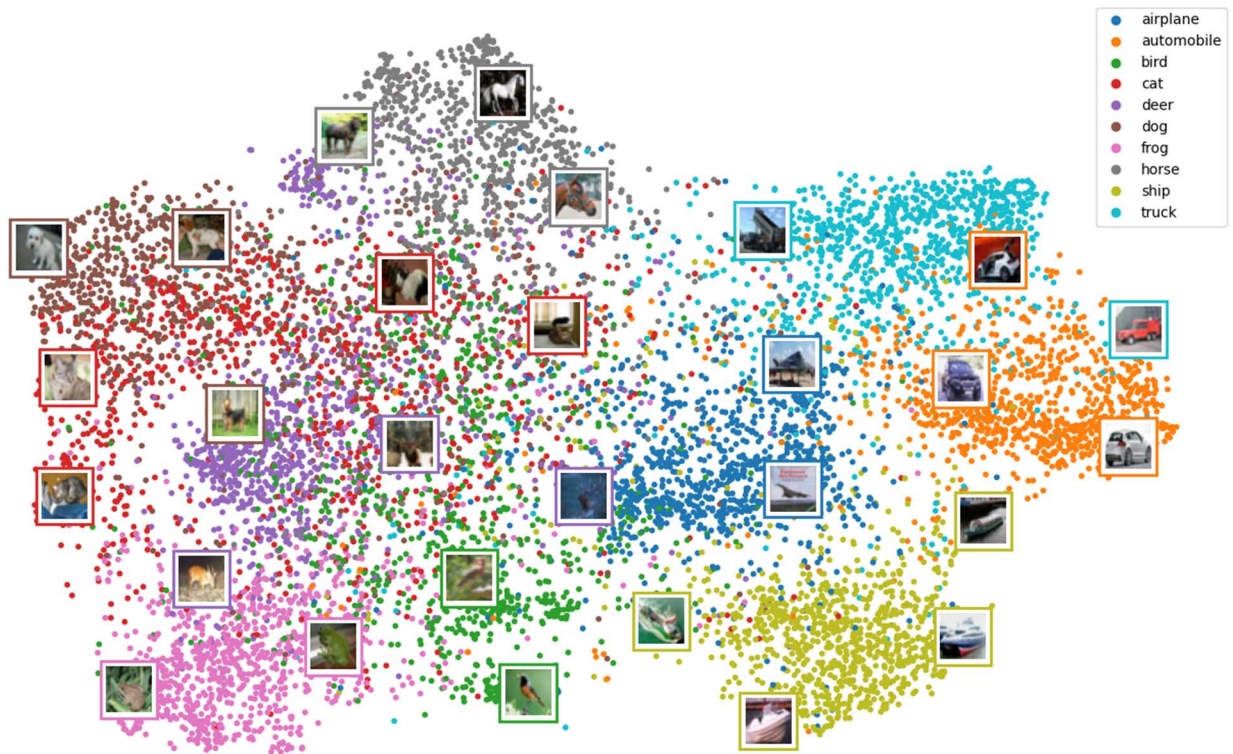 airplane
automobile
bird
cat
deer
dog
frog
horse
ship
truck